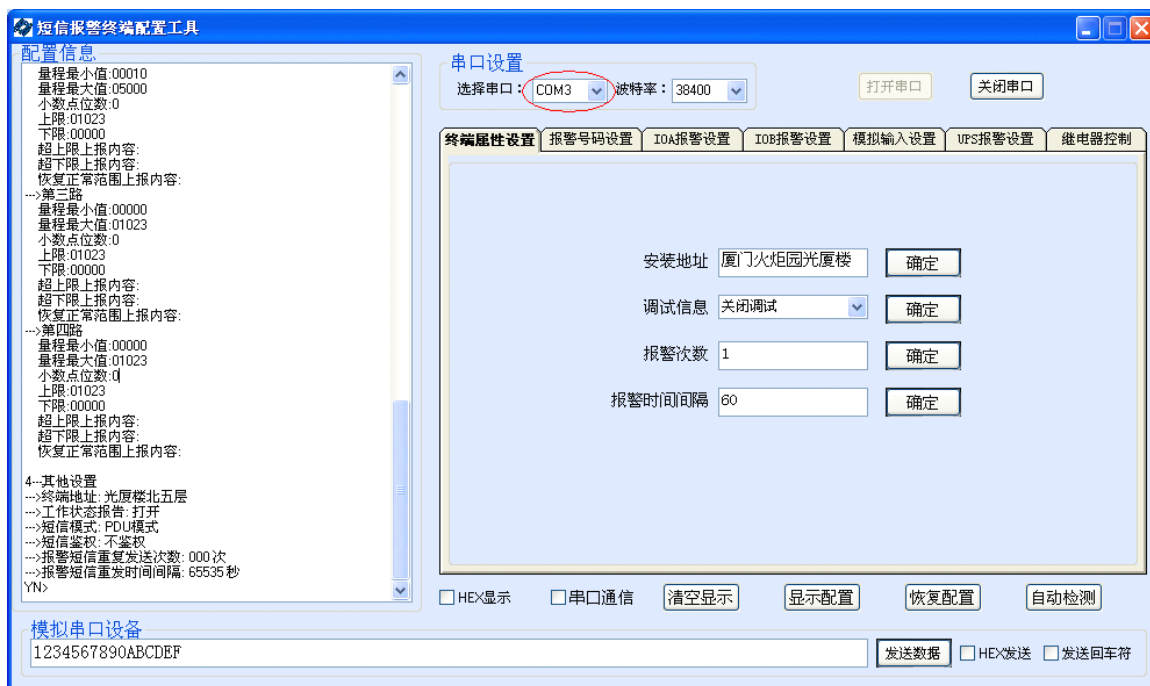 短信报警终端配置工具
配置信息
量程最小值:00010
量程最大值:05000
小数点位数:0
上限:01023
下限:00000
超上限上报内容:
超下限上报内容:
恢复正常范围上报内容:
--->第三路
量程最小值:00000
量程最大值:01023
小数点位数:0
上限:01023
下限:00000
超上限上报内容:
超下限上报内容:
恢复正常范围上报内容:
--->第四路
量程最小值:00000
量程最大值:01023
小数点位数:0
上限:01023
下限:00000
超上限上报内容:
超下限上报内容:
恢复正常范围上报内容:
4---其他设置
--->终端地址: 光厦楼北五层
--->工作状态报告: 打开
--->短信模式: PDU模式
--->短信鉴权: 不鉴权
--->报警短信重复发送次数: 000 次
--->报警短信重发时间间隔: 65535 秒
YN>
串口设置
选择串口： COM3 波特率： 38400 打开串口 关闭串口
终端属性设置 报警号码设置 IOA报警设置 IOB报警设置 模拟输入设置 UPS报警设置 继电器控制
安装地址 厦门火炬园光厦楼 确定
调试信息 关闭调试 确定
报警次数 1 确定
报警时间间隔 60 确定
HEX显示 串口通信 清空显示 显示配置 恢复配置 自动检测
模拟串口设备
1234567890ABCDEF 发送数据 HEX发送 发送回车符